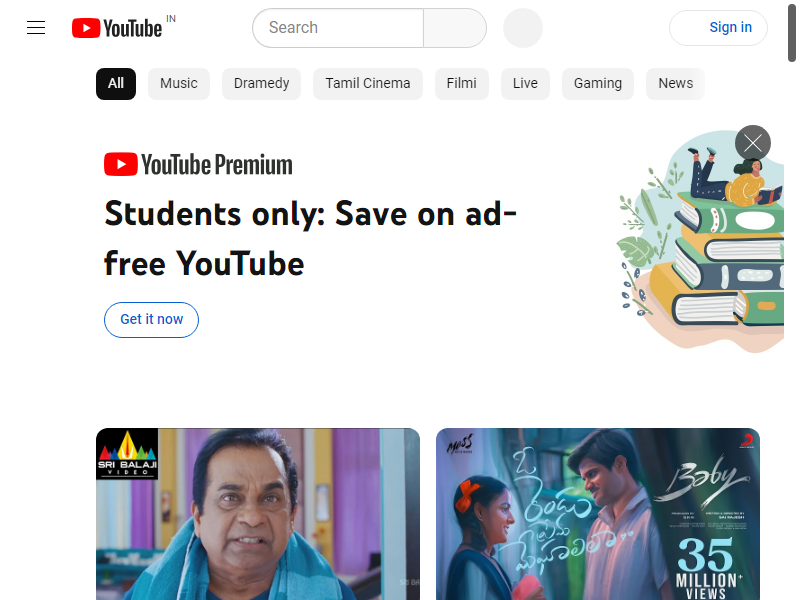 YouTube IN
Search
Sign in
All Music Dramedy Tamil Cinema Filmi Live Gaming News
YouTube Premium
Students only: Save on ad-
free YouTube
Get it now
SRI BALAJI
VIDEO
MASS
ఓ
రెండు
ప్రేమ
మేఘాలిలా..
Baby
35
MILLION+
VIEWS